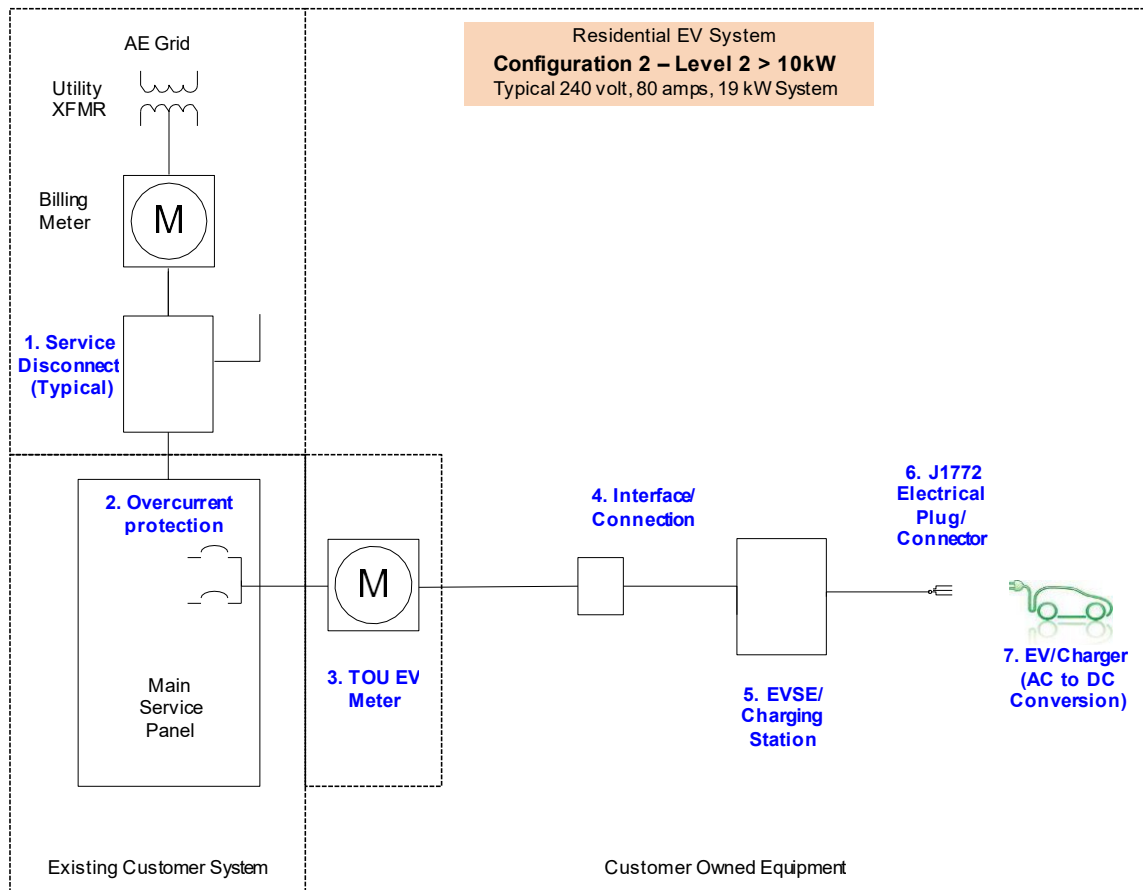 AE Grid
Utility
XFMR
Billing
Meter
M
1. Service
Disconnect
(Typical)
Residential EV System
Configuration 2 – Level 2 > 10kW
Typical 240 volt, 80 amps, 19 kW System
2. Overcurrent
protection
Main
Service
Panel
M
3. TOU EV
Meter
4. Interface/
Connection
5. EVSE/
Charging
Station
6. J1772
Electrical
Plug/
Connector
7. EV/Charger
(AC to DC
Conversion)
Existing Customer System
Customer Owned Equipment